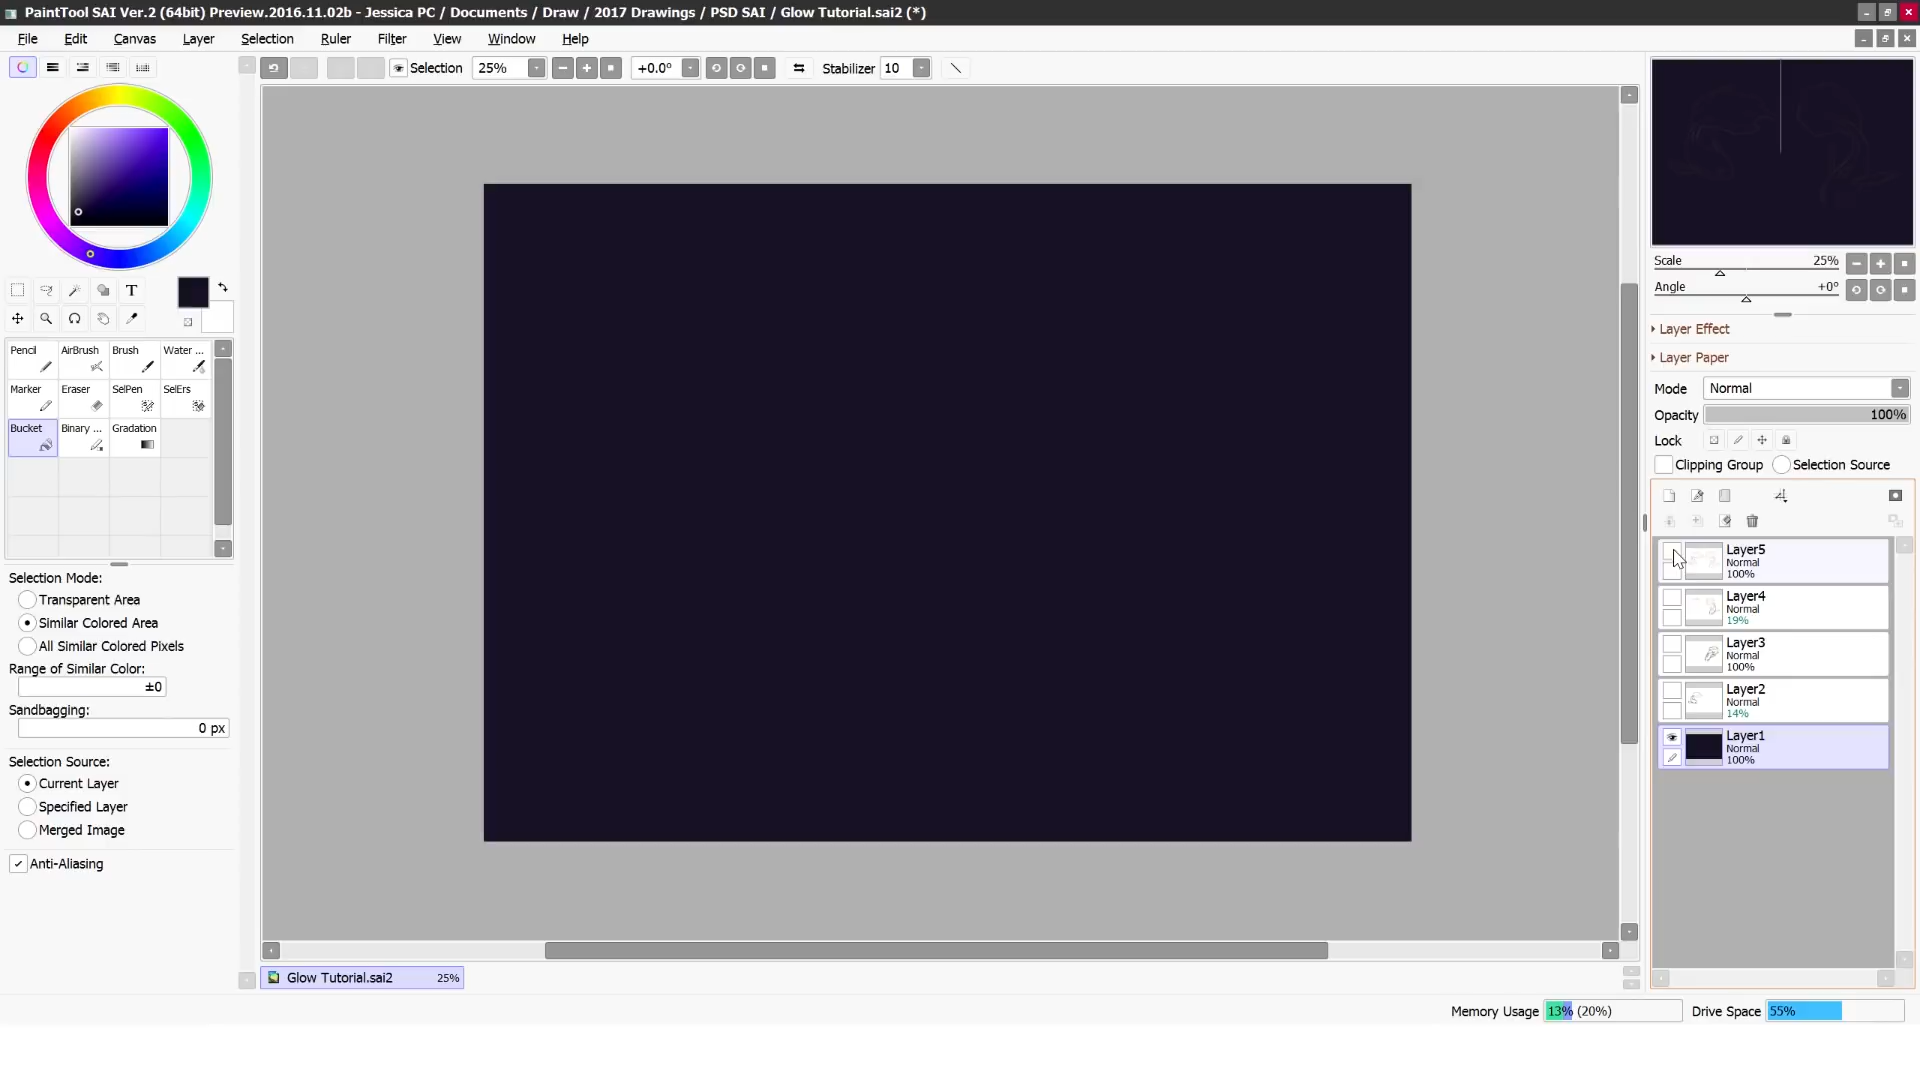 PaintTool SAI Ver.2 (64bit) Preview.2016.11.02b - Jessica PC / Documents / Draw / 2017 Drawings / PSD SAI / Glow Tutorial.sai2 (*)
File Edit Canvas Layer Selection Ruler Filter View Window Help
Selection 25% +0.0° Stabilizer 10
Scale 25%
Angle +0°
T
Layer Effect
Layer Paper
Pencil AirBrush Brush Water ...
Marker Eraser SelPen SelErs
Bucket Binary ... Gradation
Mode Normal
Opacity 100%
Lock
Clipping Group Selection Source
Selection Mode:
Transparent Area
Similar Colored Area
All Similar Colored Pixels
Range of Similar Color:
±0
Sandbagging:
0 px
Selection Source:
Current Layer
Specified Layer
Merged Image
Anti-Aliasing
Layer5
Normal
100%
Layer4
Normal
19%
Layer3
Normal
100%
Layer2
Normal
14%
Layer1
Normal
100%
Glow Tutorial.sai2 25%
Memory Usage 13% (20%) Drive Space 55%